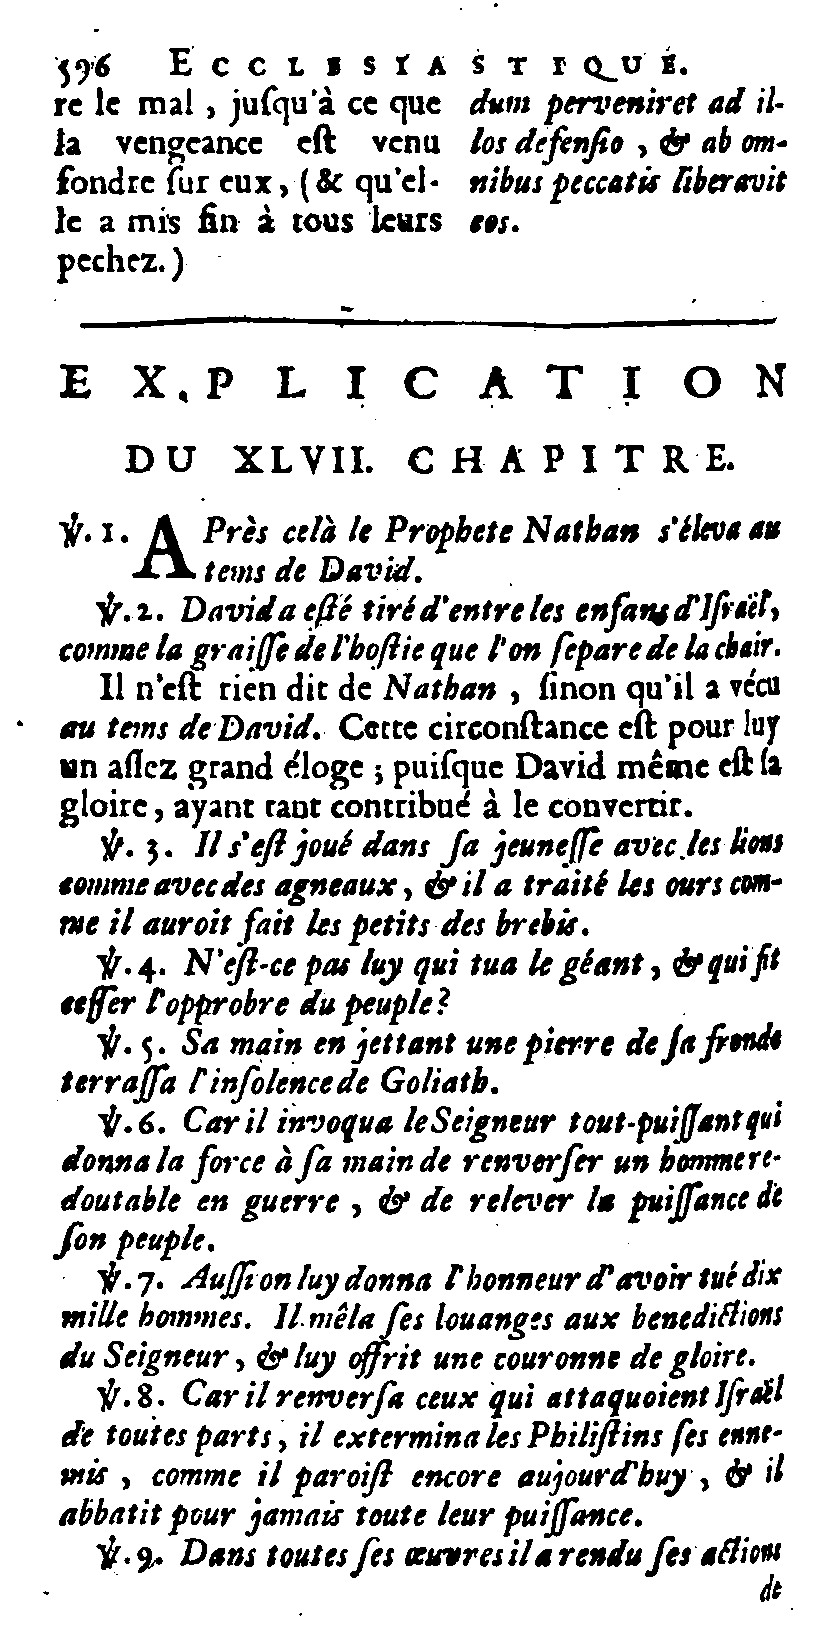 596 ECCLESIASTIQUE.
re le mal, juſqu'à ce que
la vengeance eſt venu
fondre ſur eux, (& qu'el-
le a mis fin à tous leurs
pechez.)
dum perveniret ad il-
los defenſio, & ab om-
nibus peccatis liberavit
eos.
EXPLICATION
DU XLVII. CHAPITRE.
℣. 1. APrès celà le Prophete Nathan s'éleva au
tems de David.
℣. 2. David a eſté tiré d'entre les enfans d'Iſraël,
comme la graiſſe de l'hoſtie que l'on ſepare de la chair.
Il n'eſt rien dit de Nathan, ſinon qu'il a vécu
au tems de David. Cette circonſtance eſt pour luy
un aſſez grand éloge; puiſque David même eſt ſa
gloire, ayant tant contribué à le convertir.
℣. 3. Il s'eſt joué dans ſa jeuneſſe avec les lions
comme avec des agneaux, & il a traité les ours com-
me il auroit fait les petits des brebis.
℣. 4. N'eſt-ce pas luy qui tua le géant, & qui fit
ceſſer l'opprobre du peuple?
℣. 5. Sa main en jettant une pierre de ſa fronde
terraſſa l'inſolence de Goliath.
℣. 6. Car il invoqua le Seigneur tout-puiſſant qui
donna la force à ſa main de renverſer un homme re-
doutable en guerre, & de relever la puiſſance de
ſon peuple.
℣. 7. Auſſi on luy donna l'honneur d'avoir tué dix
mille hommes. Il mêla ſes louanges aux benedictions
du Seigneur, & luy offrit une couronne de gloire.
℣. 8. Car il renverſa ceux qui attaquoient Iſraël
de toutes parts, il extermina les Philiſtins ſes enne-
mis, comme il paroiſt encore aujourd'huy, & il
abbatit pour jamais toute leur puiſſance.
℣. 9. Dans toutes ſes œuvres il a rendu ſes actions
de